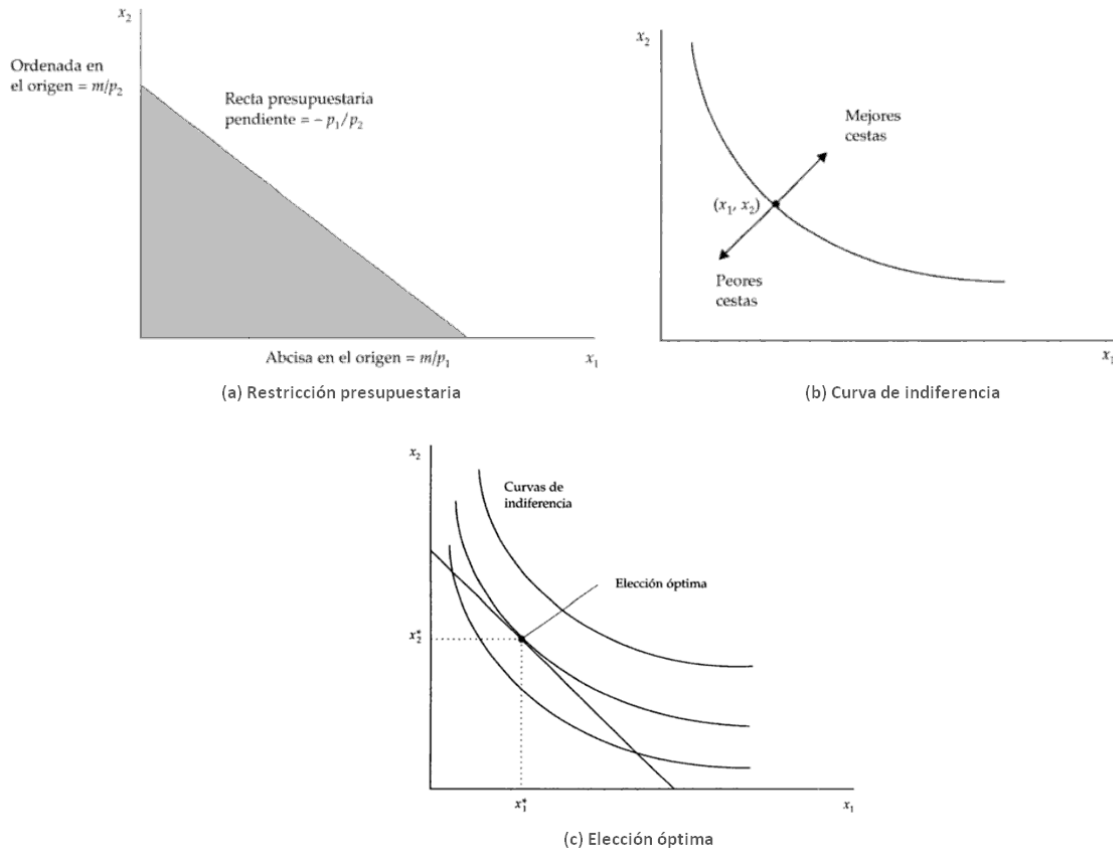 x₂
Ordenada en
el origen = m/p₂
Recta presupuestaria
pendiente = – p₁/p₂
Abcisa en el origen = m/p₁
x₁
(a) Restricción presupuestaria
x₂
Mejores
cestas
(x₁, x₂)
Peores
cestas
x₁
(b) Curva de indiferencia
x₂
Curvas de
indiferencia
Elección óptima
x₂*
x₁*
x₁
(c) Elección óptima